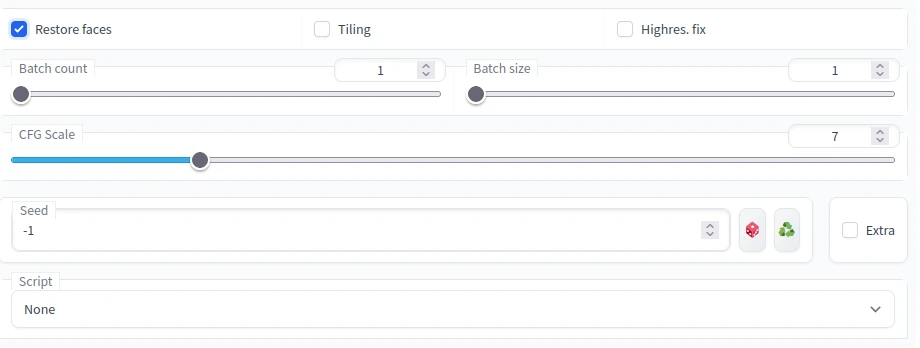 Restore faces
Tiling
Highres. fix
Batch count
1
Batch size
1
CFG Scale
7
Seed
-1
Extra
Script
None